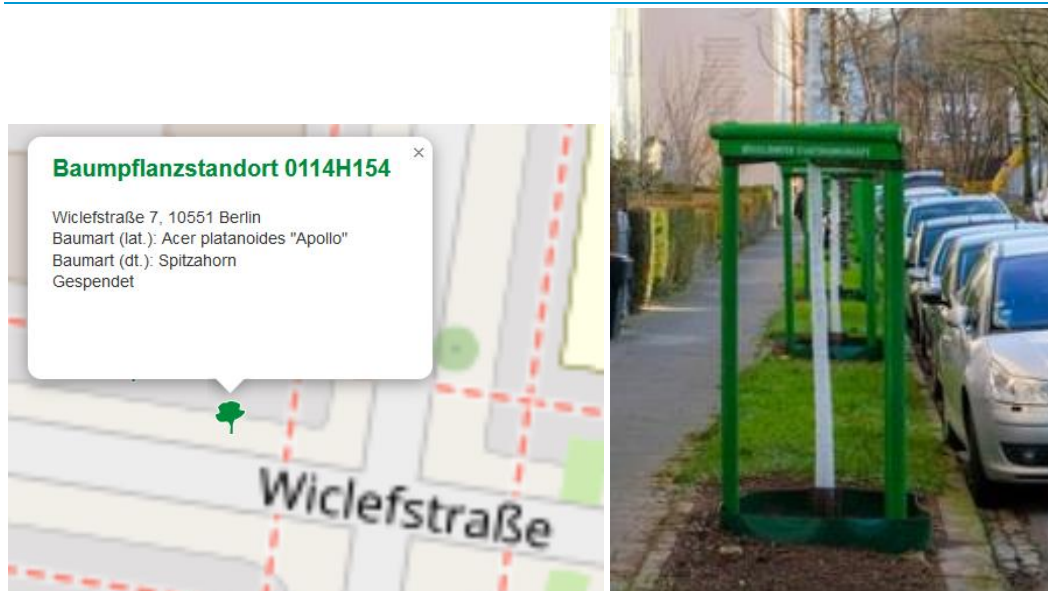 Baumpflanzstandort 0114H154
×
Wiclefstraße 7, 10551 Berlin
Baumart (lat.): Acer platanoides "Apollo"
Baumart (dt.): Spitzahorn
Gespendet
Wiclefstraße